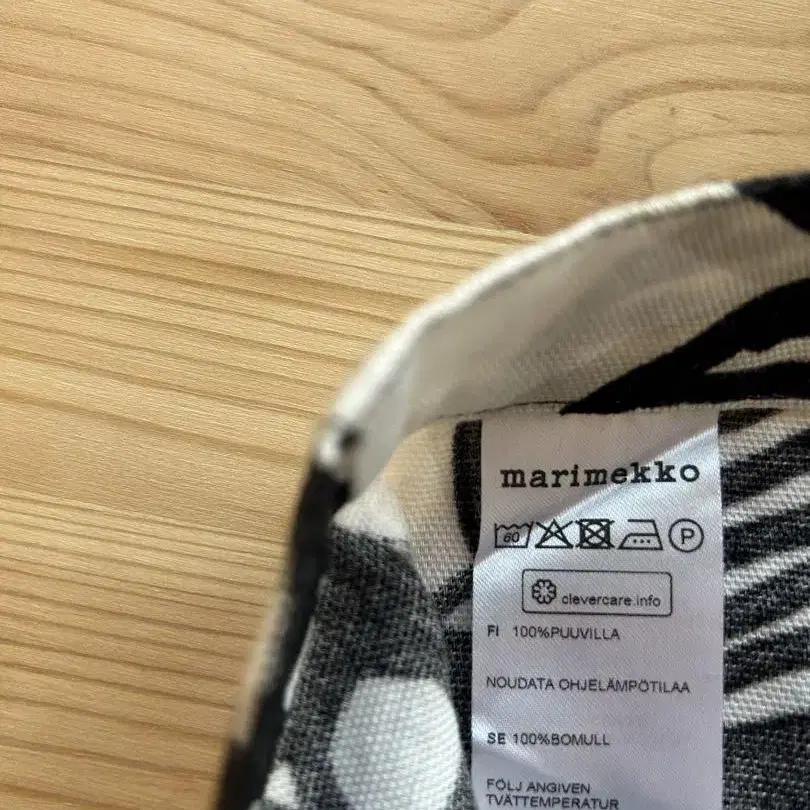 marimekko
60 P
clevercare.info
FI 100%PUUVILLA
NOUDATA OHJELÄMPÖTILAA
SE 100%BOMULL
FÖLJ ANGIVEN
TVÄTTEMPERATUR